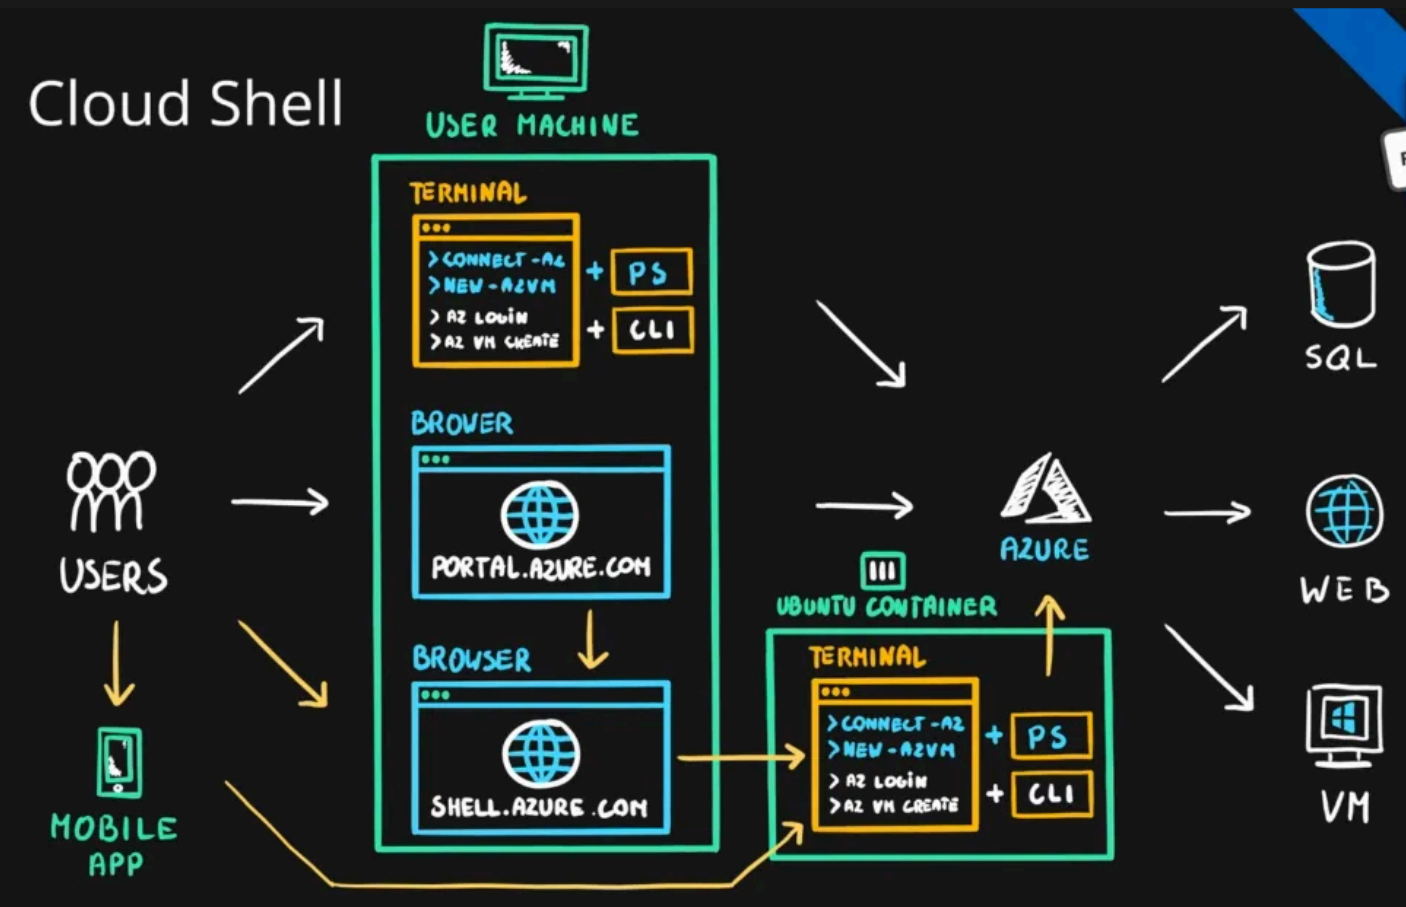 Cloud Shell
USER MACHINE
TERMINAL
>CONNECT-AZ
>NEW-AZVM
+ PS
> AZ LOGIN
>AZ VM CREATE
+ CLI
BROWER
PORTAL.AZURE.COM
BROWSER
SHELL.AZURE.COM
USERS
MOBILE
APP
UBUNTU CONTAINER
TERMINAL
>CONNECT-AZ
>NEW-AZVM
+ PS
> AZ LOGIN
>AZ VM CREATE
+ CLI
AZURE
SQL
WEB
VM